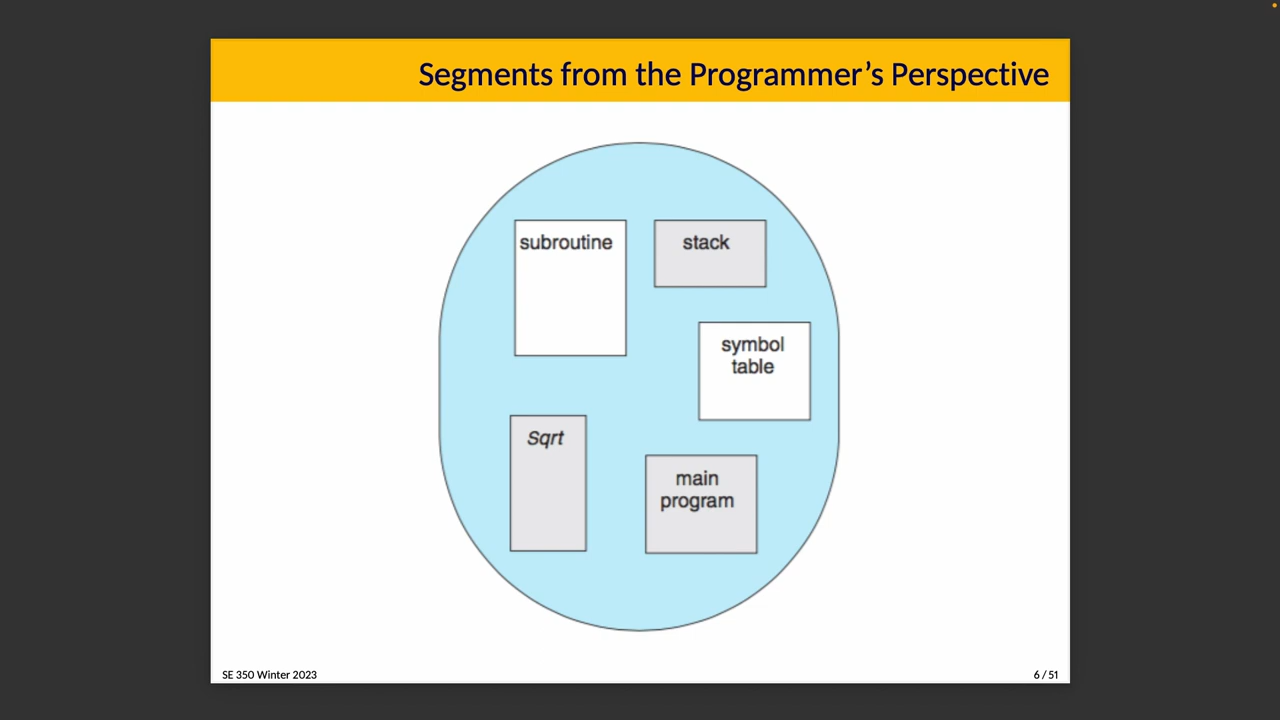 Segments from the Programmer’s Perspective
subroutine
stack
symbol
table
Sqrt
main
program
SE 350 Winter 2023
6 / 51